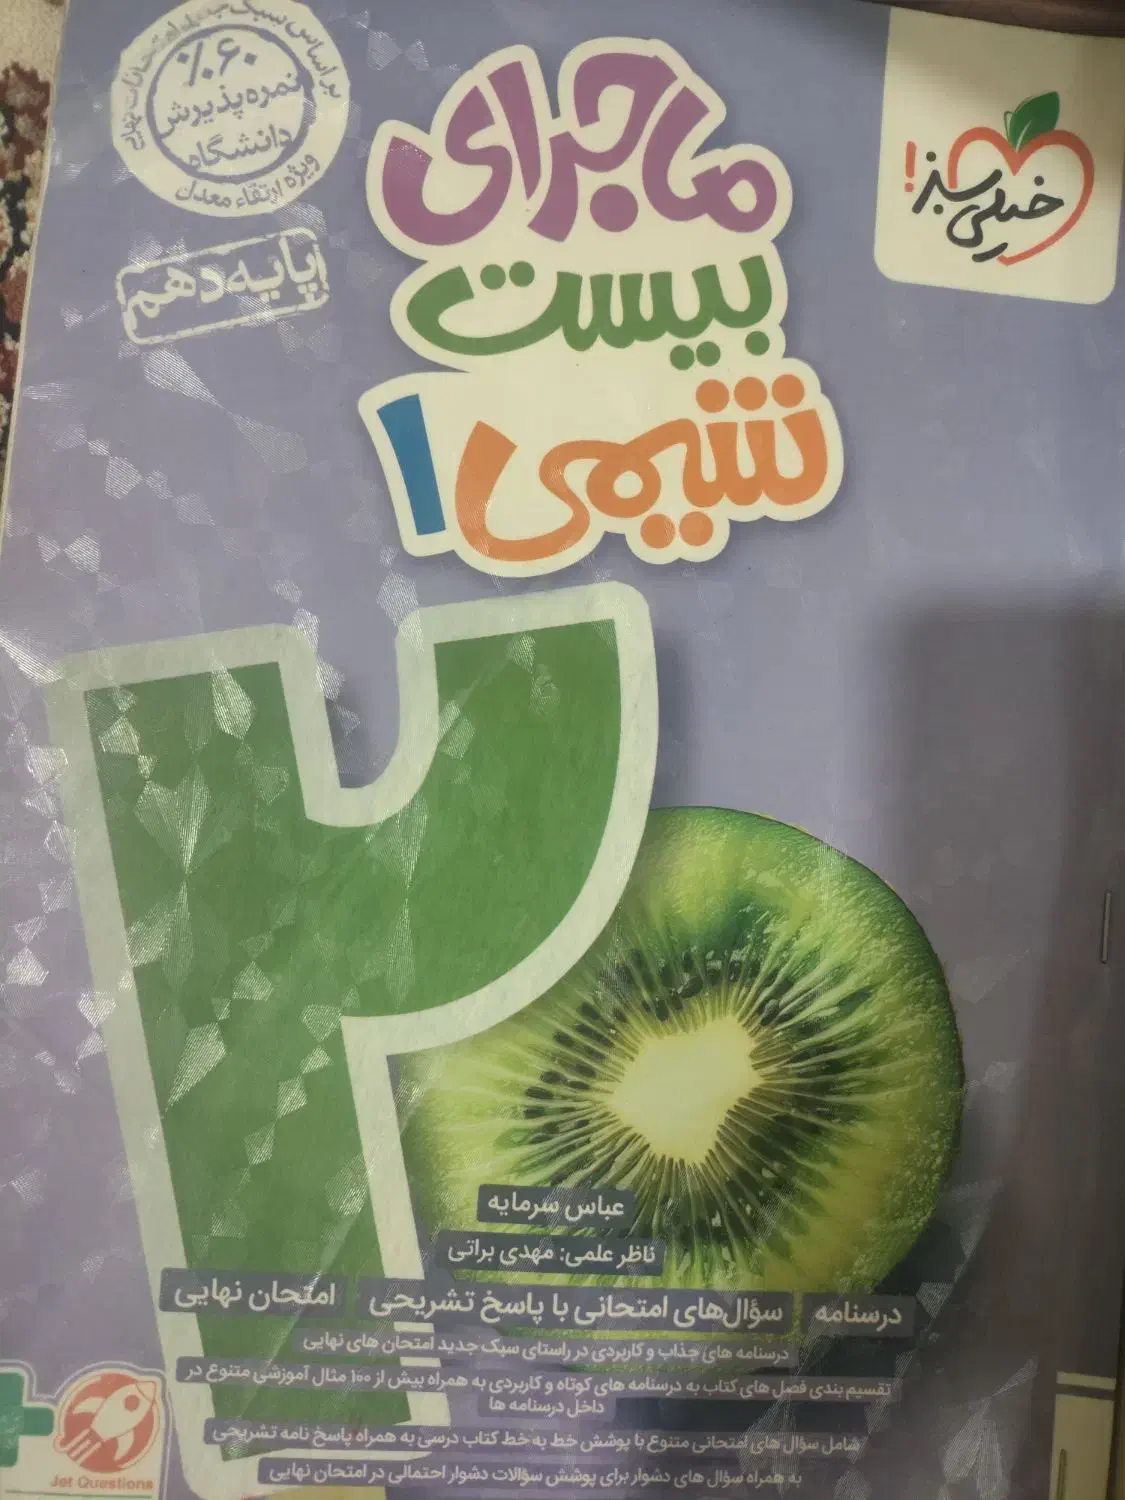 بر اساس سبک جدید امتحانات نهایی
۶۰٪
نمره پذیرش
دانشگاه
ویژه ارتقاء معدل
پایه دهم
خیلی سبز!
ماجرای
بیست
شیمی ۱
۲۰
عباس سرمایه
ناظر علمی: مهدی براتی
درسنامه سؤال‌های امتحانی با پاسخ تشریحی امتحان نهایی
درسنامه های جذاب و کاربردی در راستای سبک جدید امتحان های نهایی
تقسیم بندی فصل های کتاب به درسنامه های کوتاه و کاربردی به همراه بیش از ۱۰۰ مثال آموزشی متنوع در
داخل درسنامه ها
شامل سؤال های امتحانی متنوع با پوشش خط به خط کتاب درسی به همراه پاسخ نامه تشریحی
به همراه سؤال های دشوار برای پوشش سؤالات دشوار احتمالی در امتحان نهایی
Jet Questions